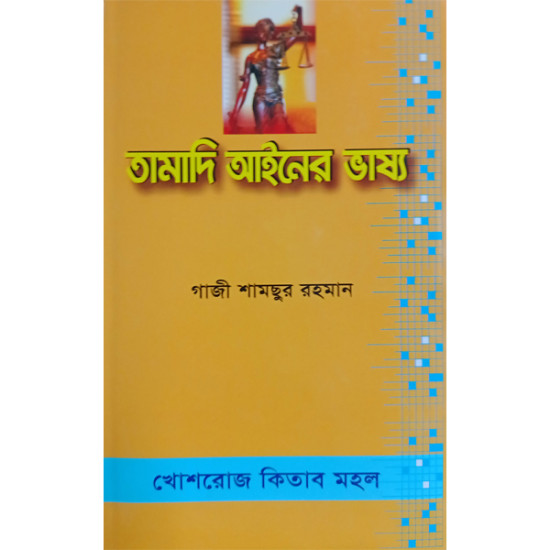 তামাদি আইনের ভাষ্য
গাজী শামছুর রহমান
খোশরোজ কিতাব মহল